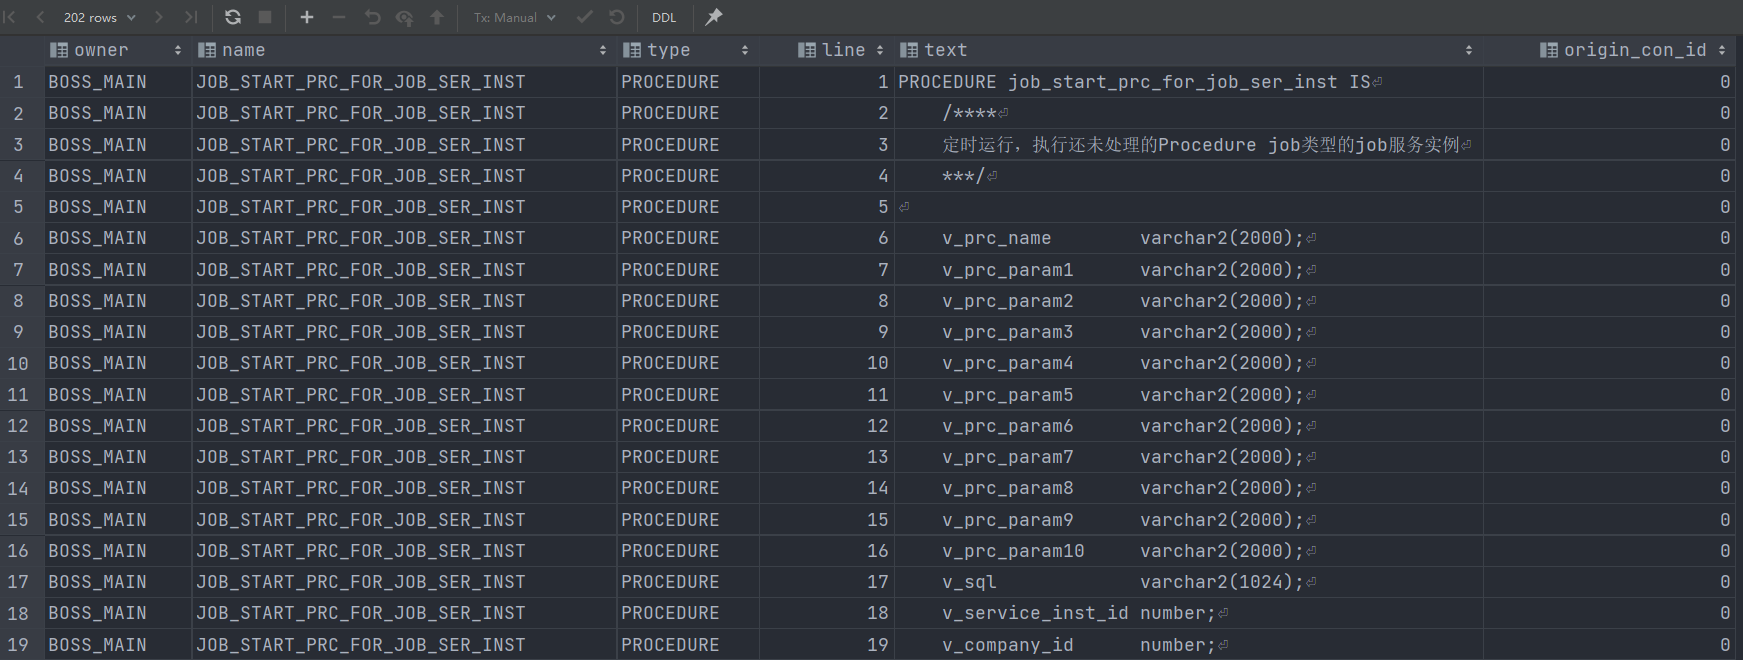 202 rows Tx: Manual DDL
owner name type line text origin_con_id
1 BOSS_MAIN JOB_START_PRC_FOR_JOB_SER_INST PROCEDURE 1 PROCEDURE job_start_prc_for_job_ser_inst IS 0
2 BOSS_MAIN JOB_START_PRC_FOR_JOB_SER_INST PROCEDURE 2 /**** 0
3 BOSS_MAIN JOB_START_PRC_FOR_JOB_SER_INST PROCEDURE 3 定时运行，执行还未处理的Procedure job类型的job服务实例 0
4 BOSS_MAIN JOB_START_PRC_FOR_JOB_SER_INST PROCEDURE 4 ***/ 0
5 BOSS_MAIN JOB_START_PRC_FOR_JOB_SER_INST PROCEDURE 5 0
6 BOSS_MAIN JOB_START_PRC_FOR_JOB_SER_INST PROCEDURE 6 v_prc_name varchar2(2000); 0
7 BOSS_MAIN JOB_START_PRC_FOR_JOB_SER_INST PROCEDURE 7 v_prc_param1 varchar2(2000); 0
8 BOSS_MAIN JOB_START_PRC_FOR_JOB_SER_INST PROCEDURE 8 v_prc_param2 varchar2(2000); 0
9 BOSS_MAIN JOB_START_PRC_FOR_JOB_SER_INST PROCEDURE 9 v_prc_param3 varchar2(2000); 0
10 BOSS_MAIN JOB_START_PRC_FOR_JOB_SER_INST PROCEDURE 10 v_prc_param4 varchar2(2000); 0
11 BOSS_MAIN JOB_START_PRC_FOR_JOB_SER_INST PROCEDURE 11 v_prc_param5 varchar2(2000); 0
12 BOSS_MAIN JOB_START_PRC_FOR_JOB_SER_INST PROCEDURE 12 v_prc_param6 varchar2(2000); 0
13 BOSS_MAIN JOB_START_PRC_FOR_JOB_SER_INST PROCEDURE 13 v_prc_param7 varchar2(2000); 0
14 BOSS_MAIN JOB_START_PRC_FOR_JOB_SER_INST PROCEDURE 14 v_prc_param8 varchar2(2000); 0
15 BOSS_MAIN JOB_START_PRC_FOR_JOB_SER_INST PROCEDURE 15 v_prc_param9 varchar2(2000); 0
16 BOSS_MAIN JOB_START_PRC_FOR_JOB_SER_INST PROCEDURE 16 v_prc_param10 varchar2(2000); 0
17 BOSS_MAIN JOB_START_PRC_FOR_JOB_SER_INST PROCEDURE 17 v_sql varchar2(1024); 0
18 BOSS_MAIN JOB_START_PRC_FOR_JOB_SER_INST PROCEDURE 18 v_service_inst_id number; 0
19 BOSS_MAIN JOB_START_PRC_FOR_JOB_SER_INST PROCEDURE 19 v_company_id number; 0